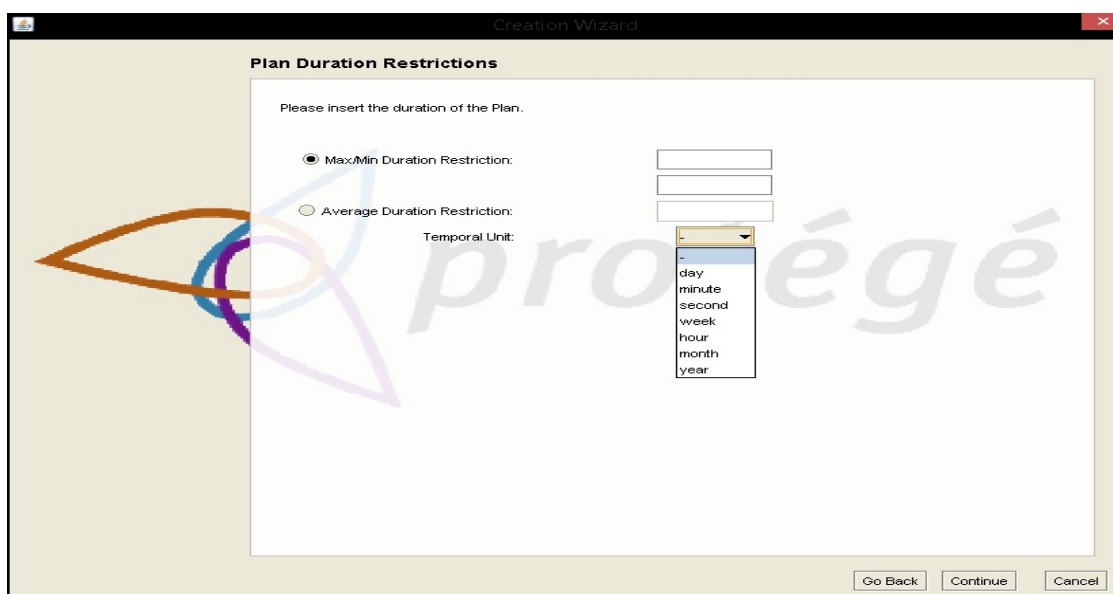 Creation Wizard
Plan Duration Restrictions
Please insert the duration of the Plan.
Max/Min Duration Restriction:
Average Duration Restriction:
Temporal Unit:
-
-
day
minute
second
week
hour
month
year
protégé
Go Back Continue Cancel